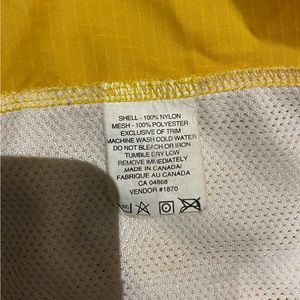 SHELL - 100% NYLON
MESH - 100% POLYESTER
EXCLUSIVE OF TRIM
MACHINE WASH COLD WATER
DO NOT BLEACH OR IRON
TUMBLE DRY LOW
REMOVE IMMEDIATELY
MADE IN CANADA/
FABRIQUE AU CANADA
CA 04868
VENDOR #1870